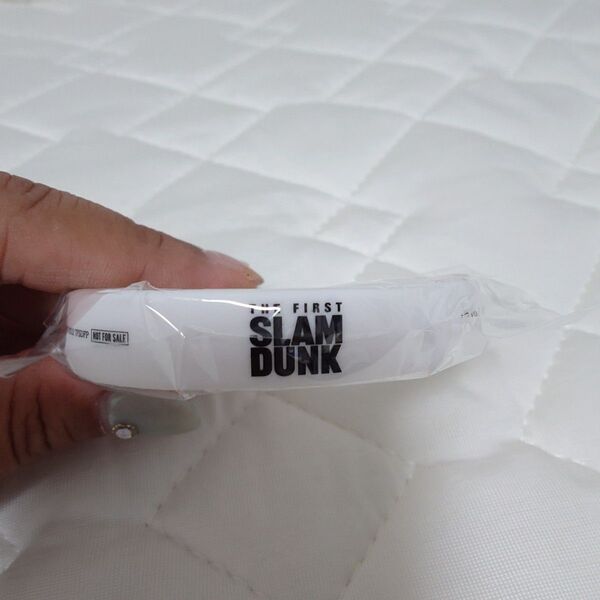 THE FIRST
SLAM
DUNK
NOT FOR SALE